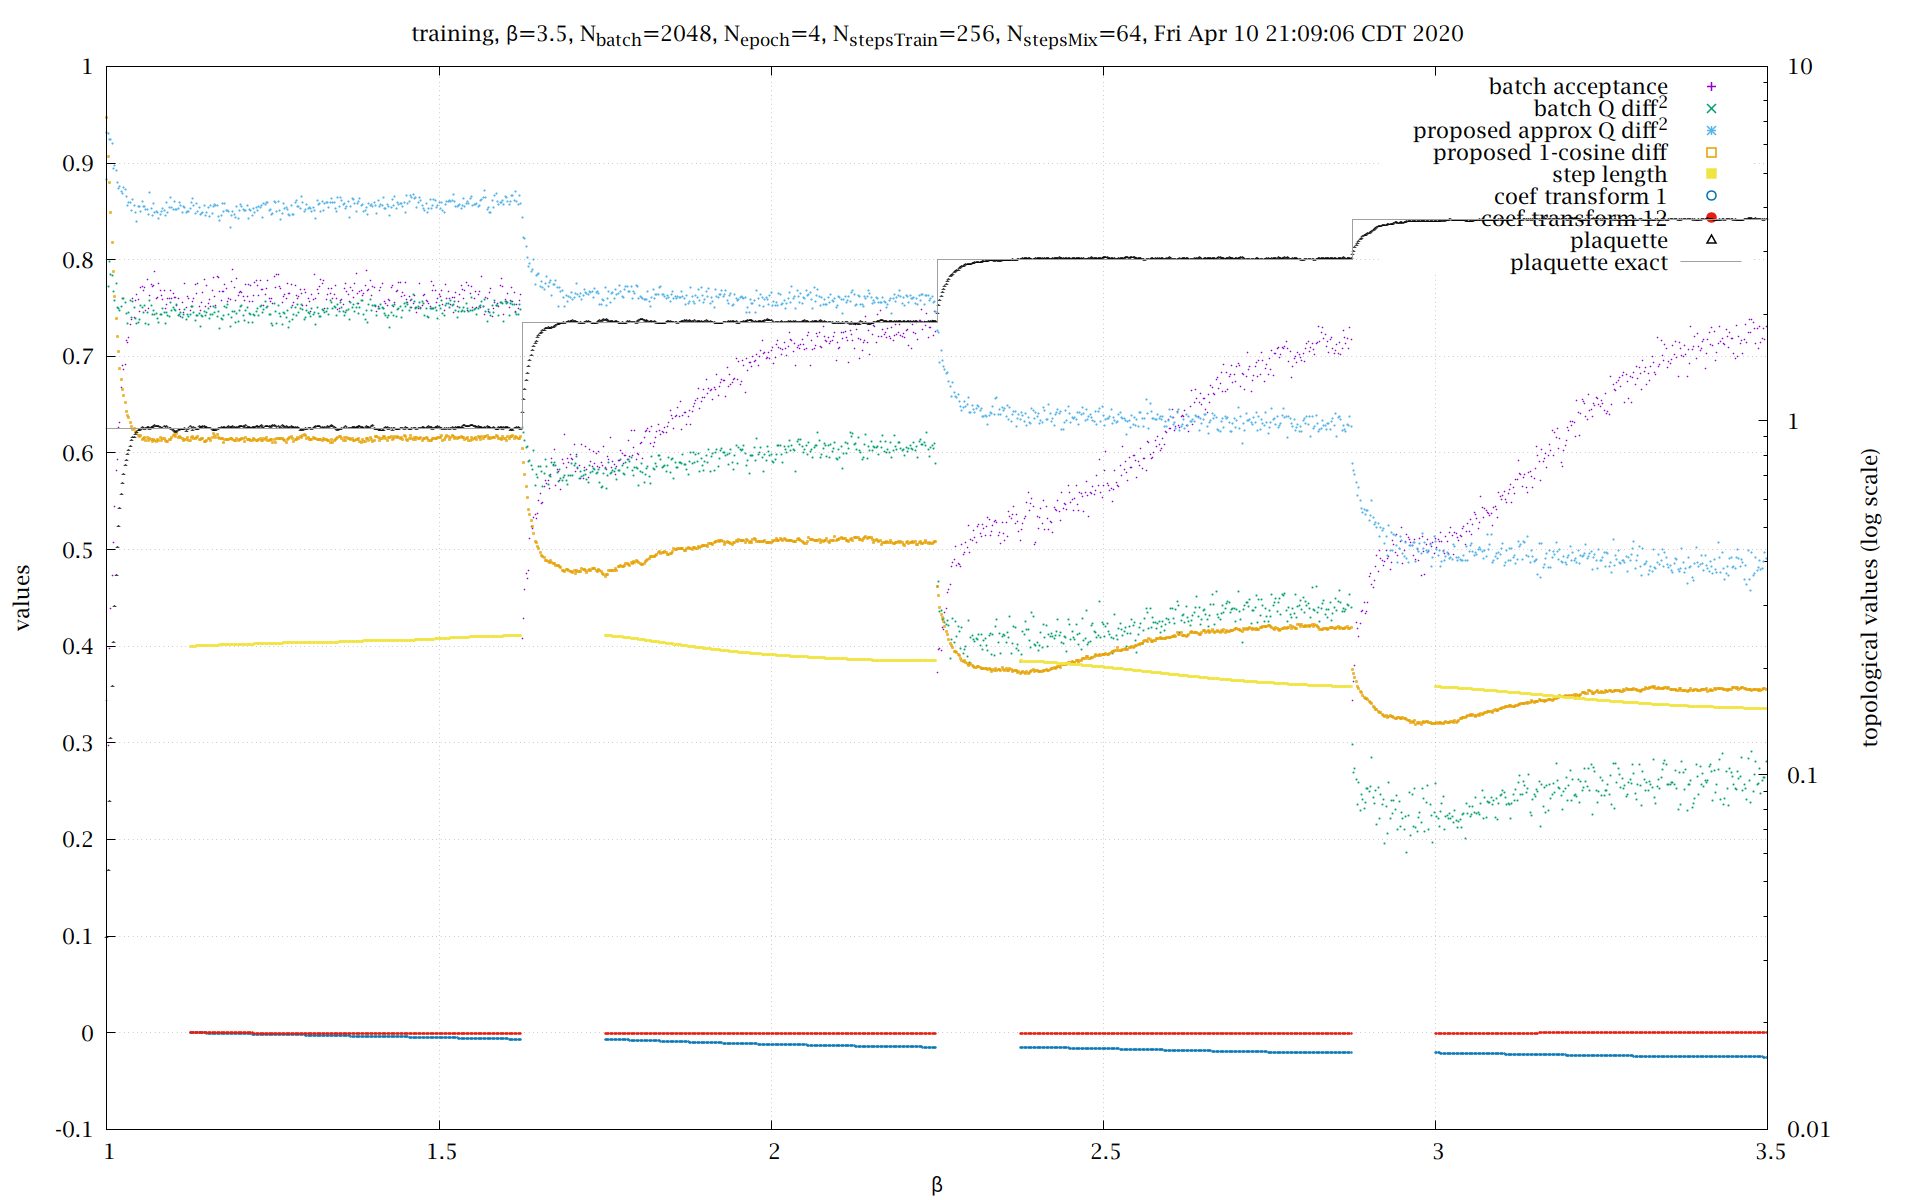 training, β=3.5, Nbatch=2048, Nepoch=4, NstepsTrain=256, NstepsMix=64, Fri Apr 10 21:09:06 CDT 2020
batch acceptance
batch Q diff²
proposed approx Q diff²
proposed 1-cosine diff
step length
coef transform 1
coef transform 12
plaquette
plaquette exact
1
0.9
0.8
0.7
0.6
0.5
0.4
0.3
0.2
0.1
0
-0.1
values
10
1
0.1
0.01
topological values (log scale)
1
1.5
2
2.5
3
3.5
β